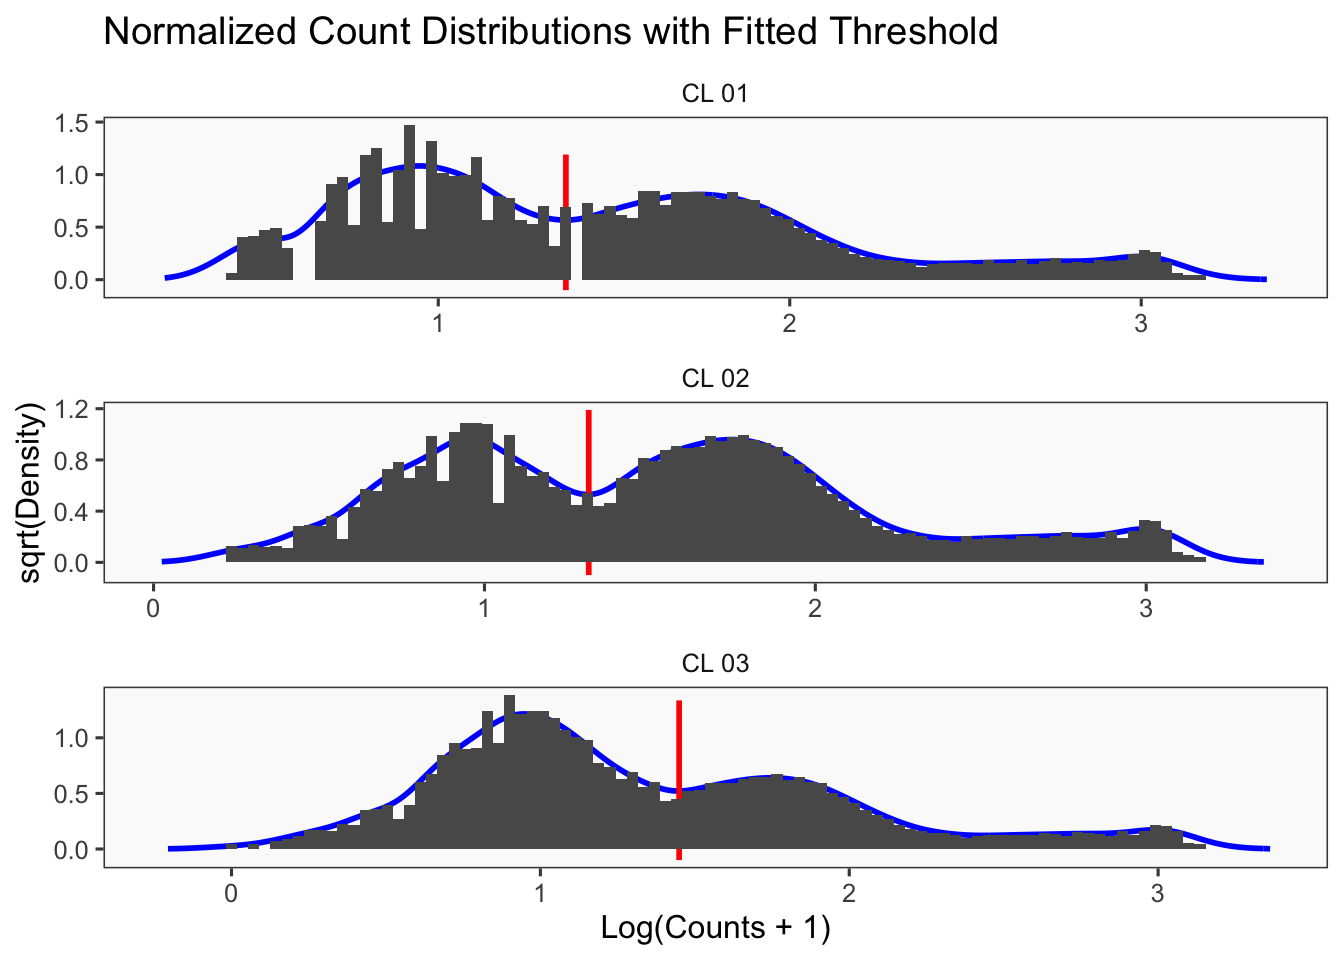 Normalized Count Distributions with Fitted Threshold
CL 01
1.5
1.0
0.5
0.0
1 2 3
CL 02
1.2
0.8
0.4
0.0
0 1 2 3
CL 03
1.0
0.5
0.0
0 1 2 3
sqrt(Density)
Log(Counts + 1)